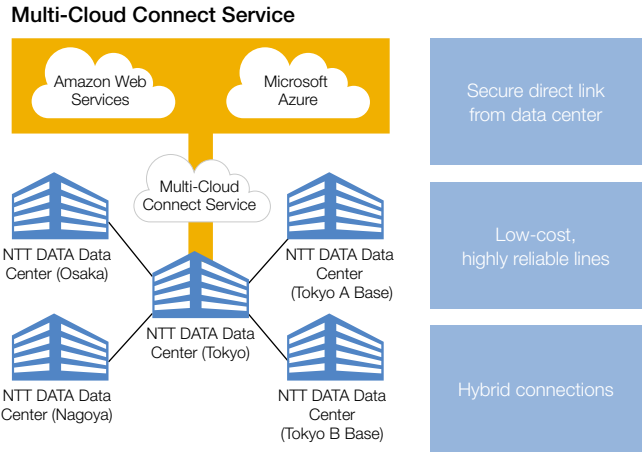 Multi-Cloud Connect Service
Amazon Web
Services
Microsoft
Azure
Multi-Cloud
Connect Service
NTT DATA Data
Center (Osaka)
NTT DATA Data
Center
(Tokyo A Base)
NTT DATA Data
Center (Tokyo)
NTT DATA Data
Center (Nagoya)
NTT DATA Data
Center
(Tokyo B Base)
Secure direct link
from data center
Low-cost,
highly reliable lines
Hybrid connections